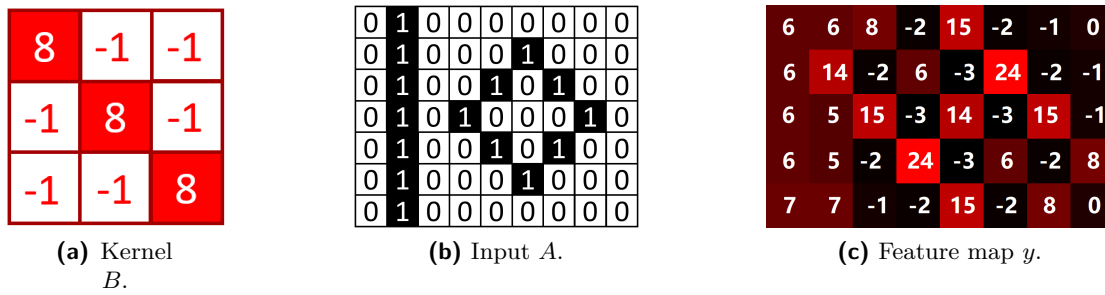 8 -1 -1
-1 8 -1
-1 -1 8
(a) Kernel
B.
0 1 0 0 0 0 0 0 0
0 1 0 0 0 1 0 0 0
0 1 0 0 1 0 1 0 0
0 1 0 1 0 0 0 1 0
0 1 0 0 1 0 1 0 0
0 1 0 0 0 1 0 0 0
0 1 0 0 0 0 0 0 0
(b) Input A.
6 6 8 -2 15 -2 -1 0
6 14 -2 6 -3 24 -2 -1
6 5 15 -3 14 -3 15 -1
6 5 -2 24 -3 6 -2 8
7 7 -1 -2 15 -2 8 0
(c) Feature map y.